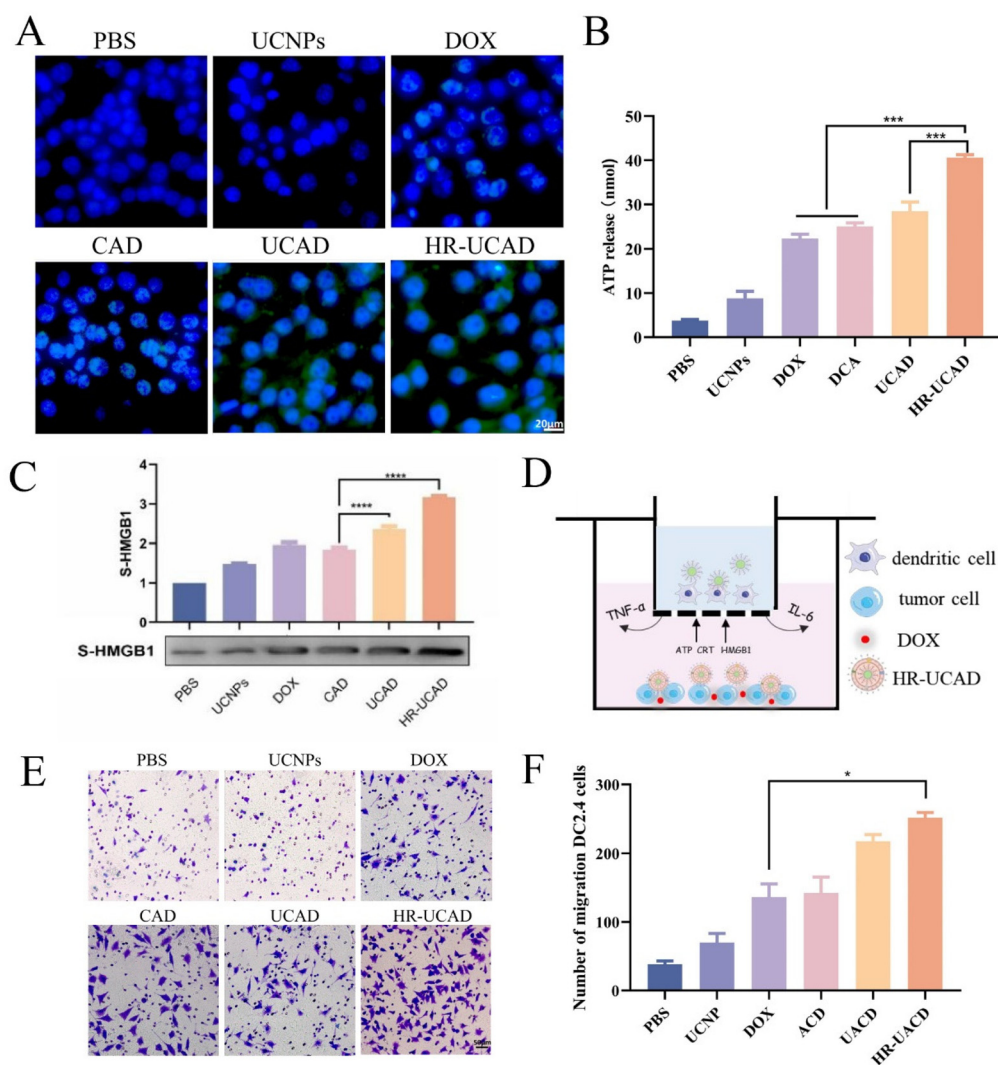 A
PBS
UCNPs
DOX
CAD
UCAD
HR-UCAD
20μm
B
ATP release (nmol)
50
40
30
20
10
0
***
***
PBS
UCNPs
DOX
DCA
UCAD
HR-UCAD
C
S-HMGB1
4
3
2
1
0
****
****
S-HMGB1
PBS
UCNPs
DOX
CAD
UCAD
HR-UCAD
D
TNF-α
IL-6
ATP CRT HMGB1
dendritic cell
tumor cell
DOX
HR-UCAD
E
PBS
UCNPs
DOX
CAD
UCAD
HR-UCAD
50μm
F
Number of migration DC2.4 cells
300
200
100
0
*
PBS
UCNP
DOX
ACD
UACD
HR-UACD